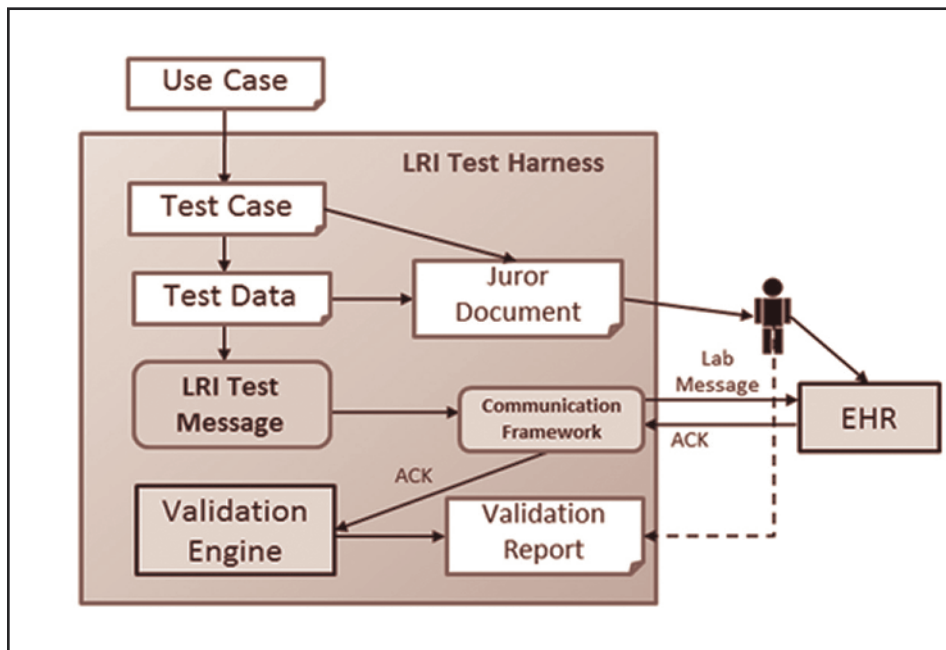 Use Case
LRI Test Harness
Test Case
Test Data
Juror
Document
LRI Test
Message
Lab
Message
Communication
Framework
EHR
ACK
ACK
Validation
Engine
Validation
Report